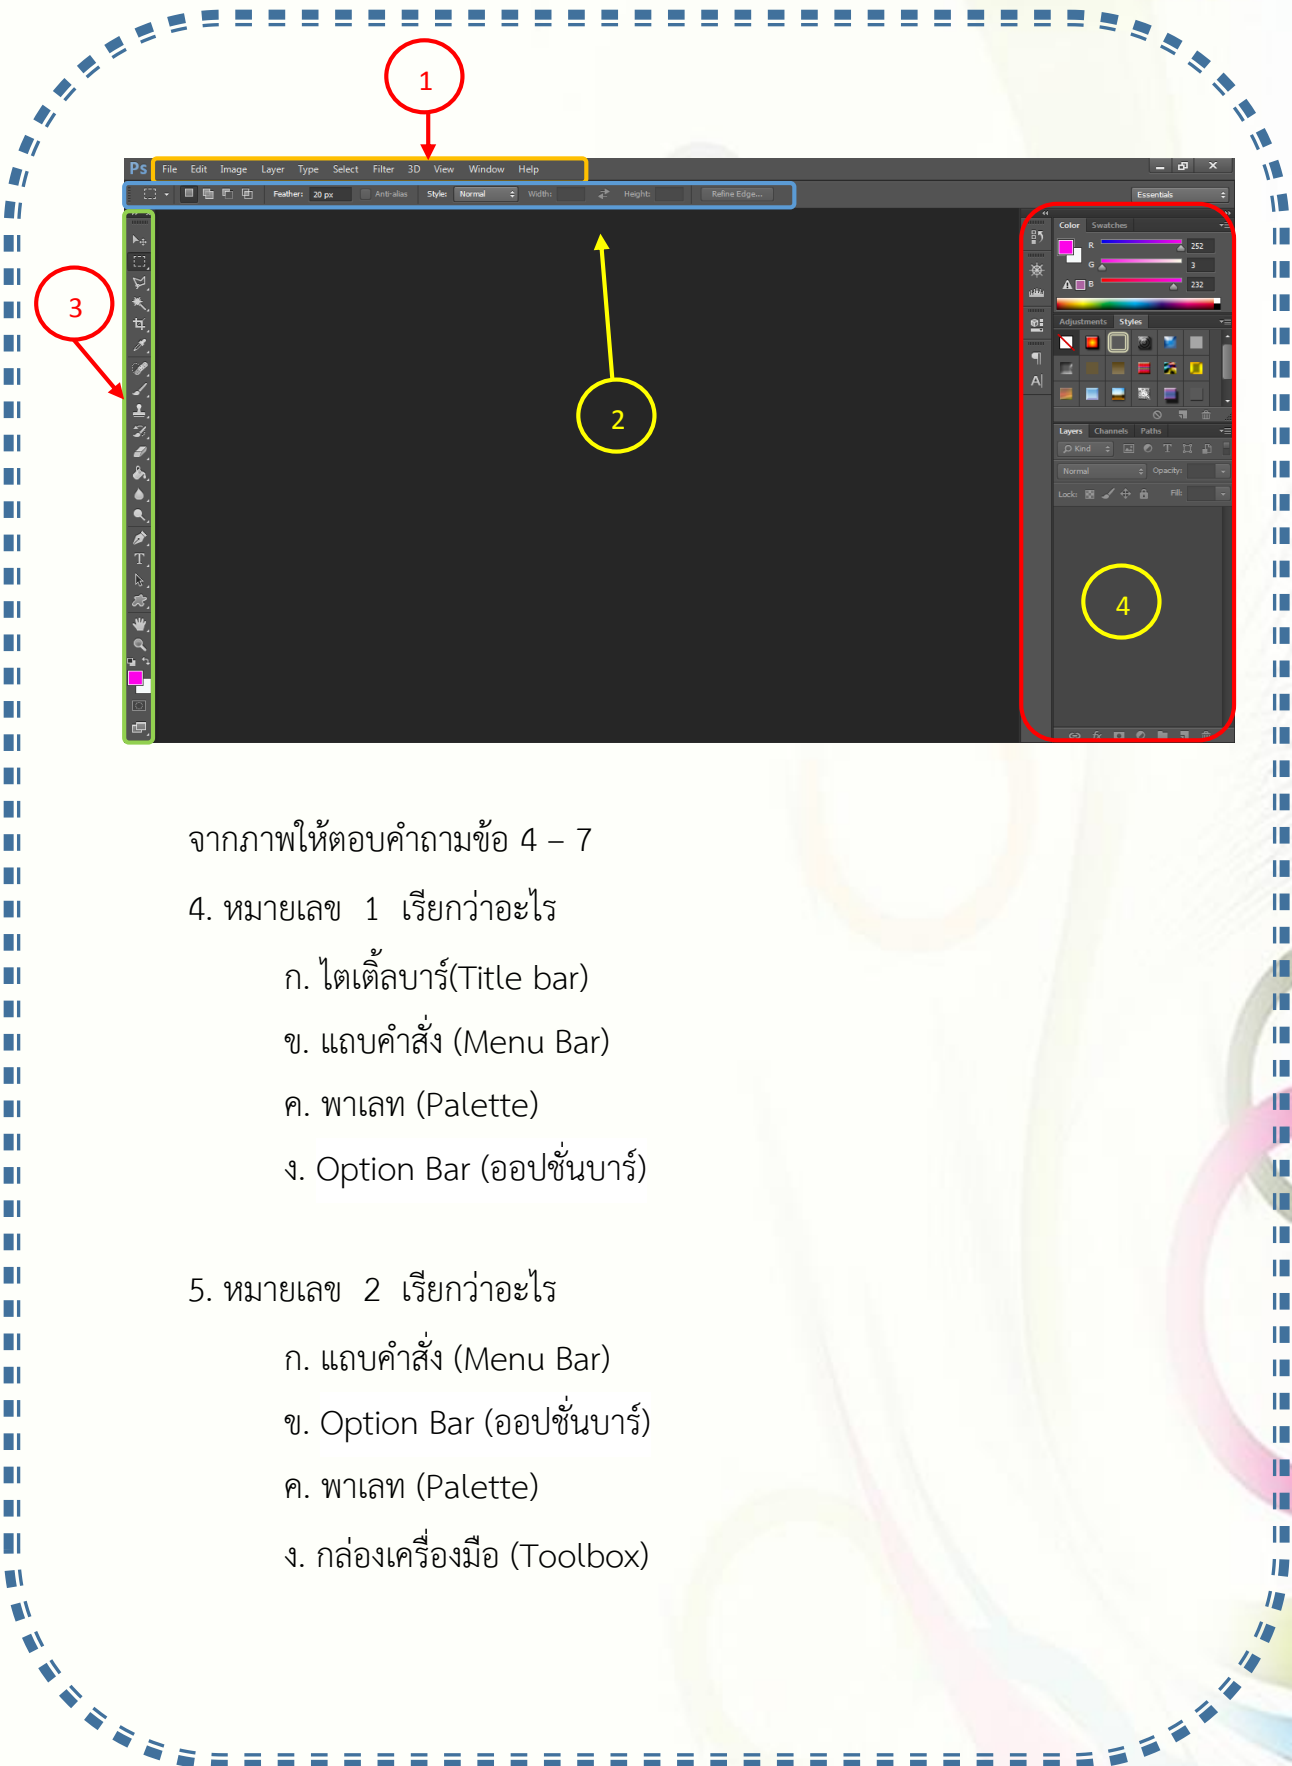 1
Ps File Edit Image Layer Type Select Filter 3D View Window Help
Feather: 20 px Anti-alias Style: Normal Width: Height: Refine Edge... Essentials
Color Swatches
R 252
G 3
B 232
3
Adjustments Styles
2
A
Layers Channels Paths
Kind T
Normal Opacity:
Lock: Fill:
T
4
fx
จากภาพให้ตอบคำถามข้อ 4 – 7
4. หมายเลข 1 เรียกว่าอะไร
ก. ไตเติ้ลบาร์(Title bar)
ข. แถบคำสั่ง (Menu Bar)
ค. พาเลท (Palette)
ง. Option Bar (ออปชั่นบาร์)
5. หมายเลข 2 เรียกว่าอะไร
ก. แถบคำสั่ง (Menu Bar)
ข. Option Bar (ออปชั่นบาร์)
ค. พาเลท (Palette)
ง. กล่องเครื่องมือ (Toolbox)